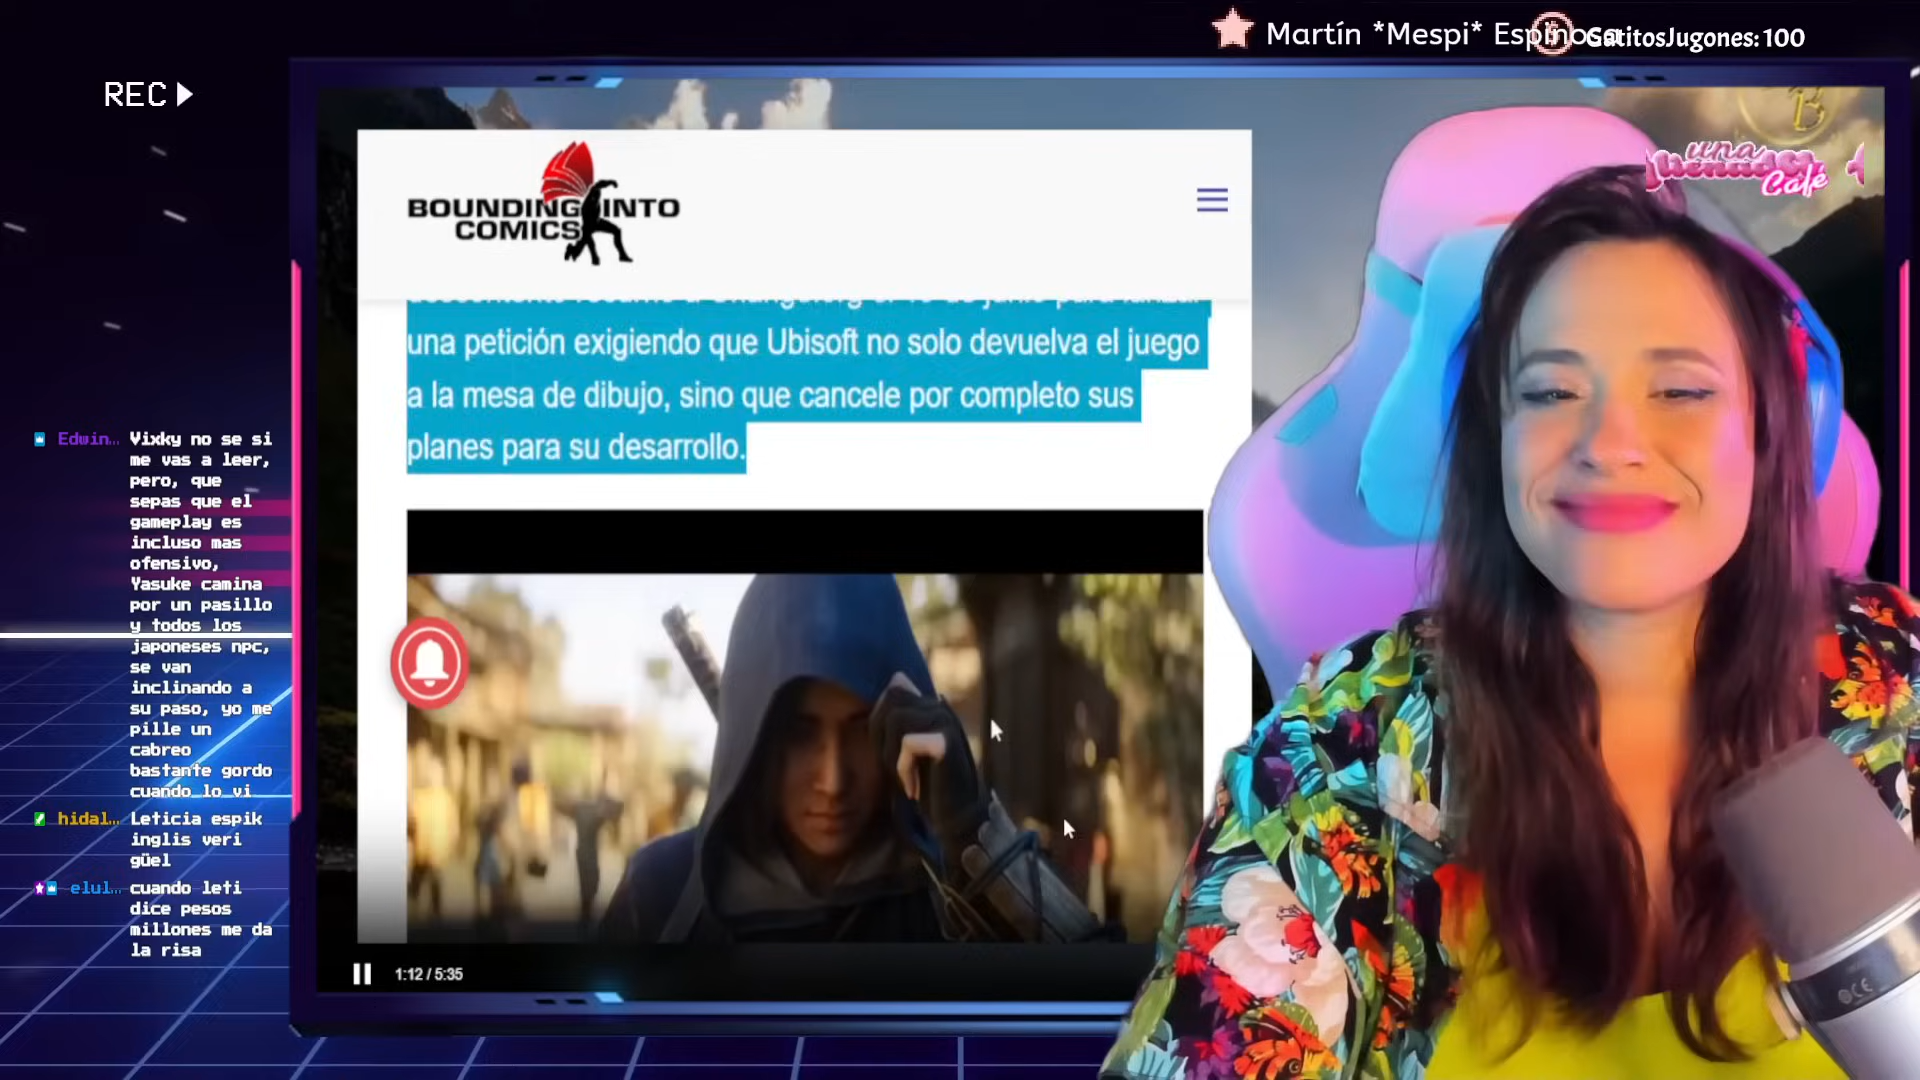 Martín *Mespi* Espinosa
GatitosJugones: 100
REC
B
una
Café
BOUNDING INTO
COMICS
una petición exigiendo que Ubisoft no solo devuelva el juego
a la mesa de dibujo, sino que cancele por completo sus
planes para su desarrollo.
Edwin... Vixky no se si
me vas a leer,
pero, que
sepas que el
gameplay es
incluso mas
ofensivo,
Yasuke camina
por un pasillo
y todos los
japoneses npc,
se van
inclinando a
su paso, yo me
pille un
cabreo
bastante gordo
cuando lo vi
hidal... Leticia espik
inglis veri
güel
elul... cuando leti
dice pesos
millones me da
la risa
1:12 / 5:35
CE